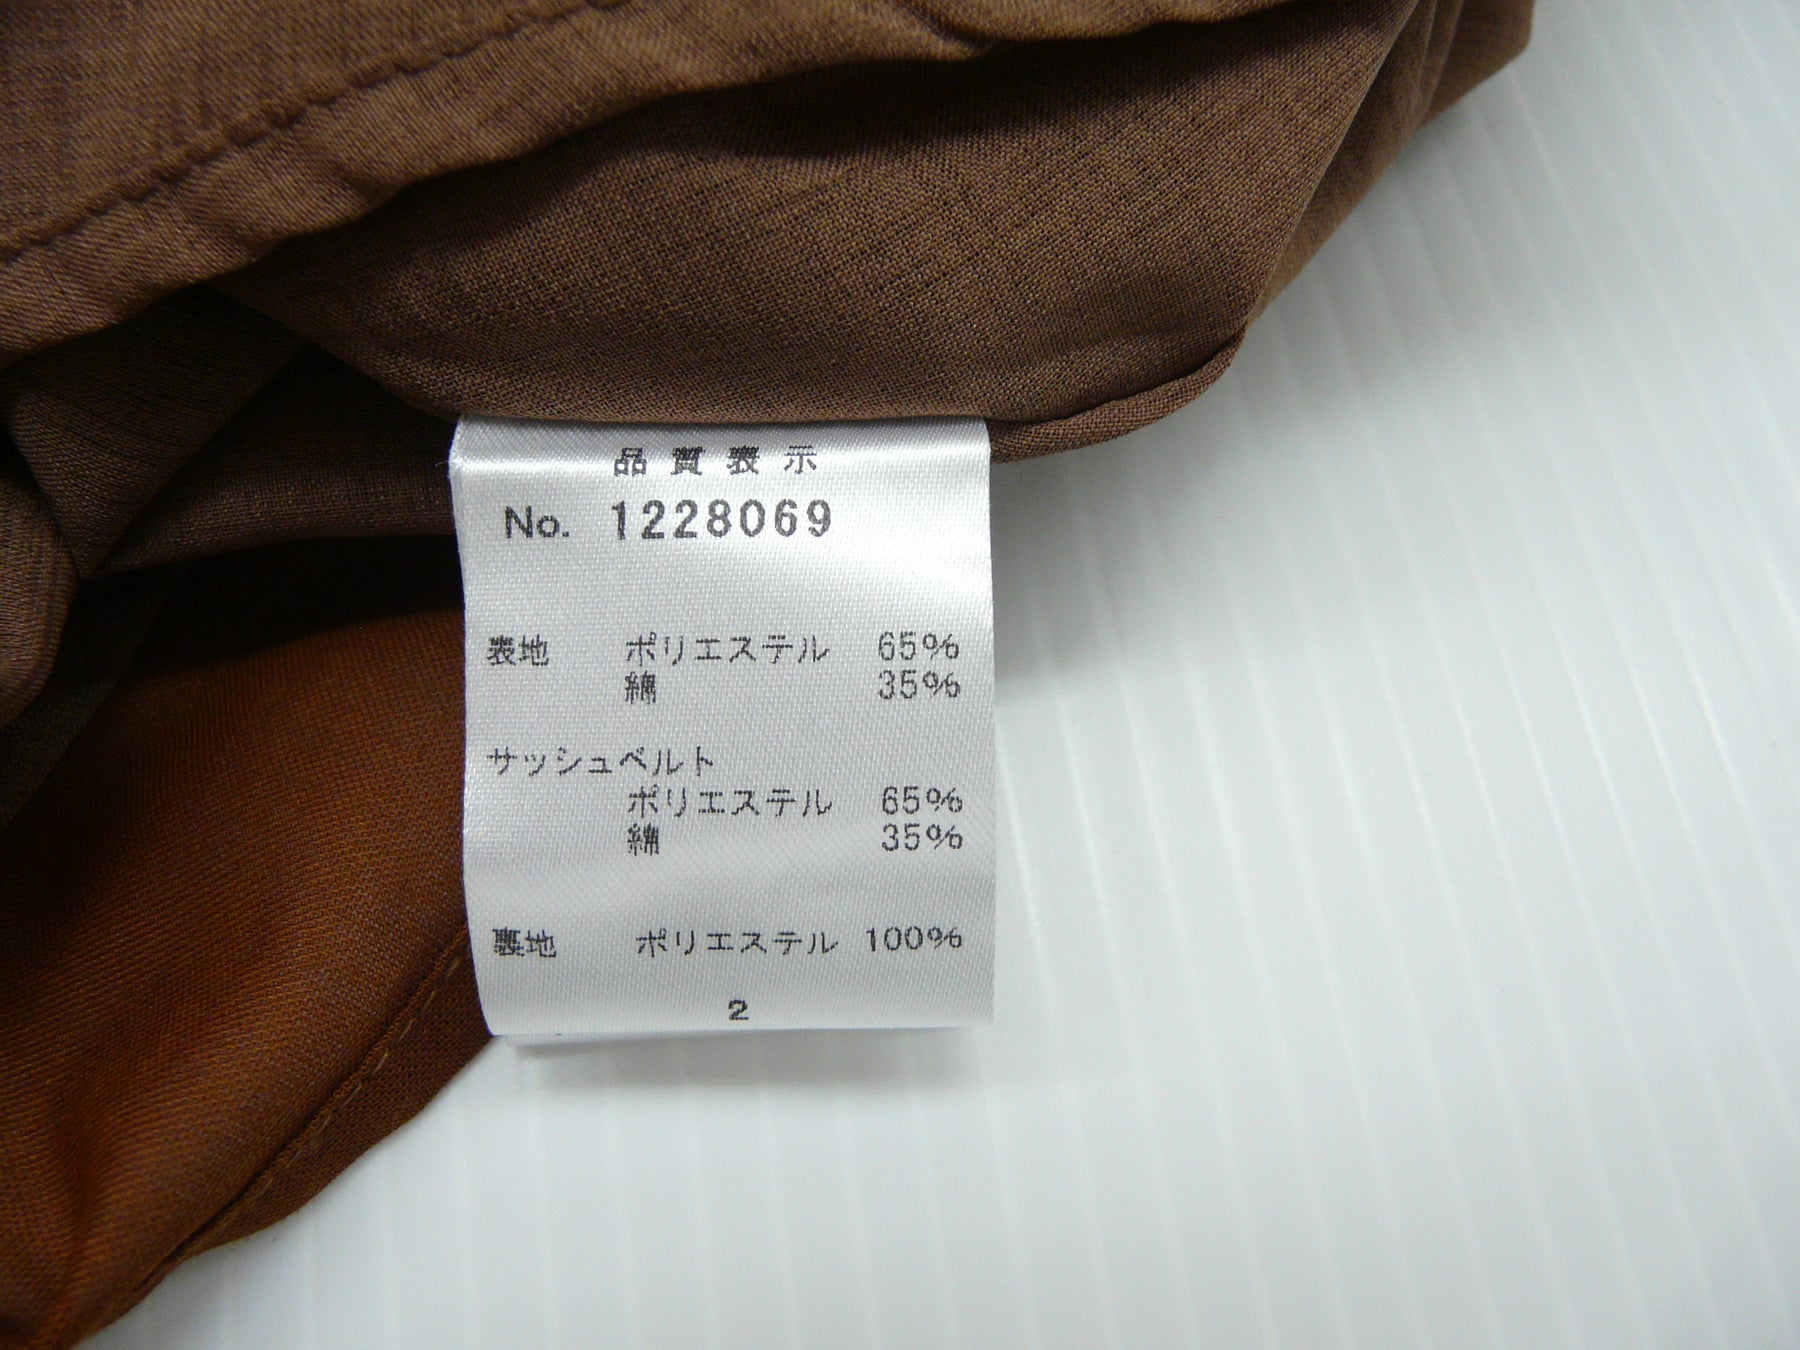 品質表示
No. 1228069
表地 ポリエステル 65%
綿 35%
サッシュベルト
ポリエステル 65%
綿 35%
裏地 ポリエステル 100%
2